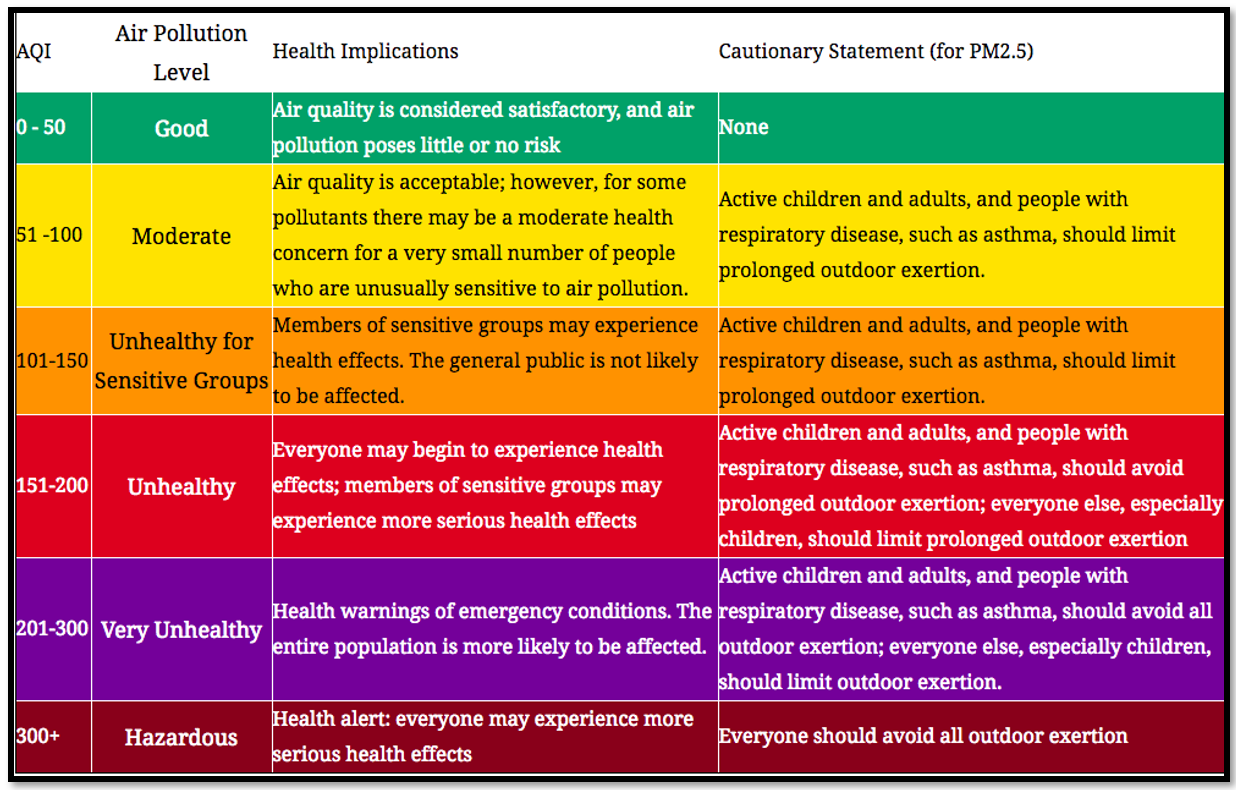 AQI
Air Pollution
Level
Health Implications
Cautionary Statement (for PM2.5)
0 - 50
Good
Air quality is considered satisfactory, and air
pollution poses little or no risk
None
51 -100
Moderate
Air quality is acceptable; however, for some
pollutants there may be a moderate health
concern for a very small number of people
who are unusually sensitive to air pollution.
Active children and adults, and people with
respiratory disease, such as asthma, should limit
prolonged outdoor exertion.
101-150
Unhealthy for
Sensitive Groups
Members of sensitive groups may experience
health effects. The general public is not likely
to be affected.
Active children and adults, and people with
respiratory disease, such as asthma, should limit
prolonged outdoor exertion.
151-200
Unhealthy
Everyone may begin to experience health
effects; members of sensitive groups may
experience more serious health effects
Active children and adults, and people with
respiratory disease, such as asthma, should avoid
prolonged outdoor exertion; everyone else, especially
children, should limit prolonged outdoor exertion
201-300
Very Unhealthy
Health warnings of emergency conditions. The
entire population is more likely to be affected.
Active children and adults, and people with
respiratory disease, such as asthma, should avoid all
outdoor exertion; everyone else, especially children,
should limit outdoor exertion.
300+
Hazardous
Health alert: everyone may experience more
serious health effects
Everyone should avoid all outdoor exertion